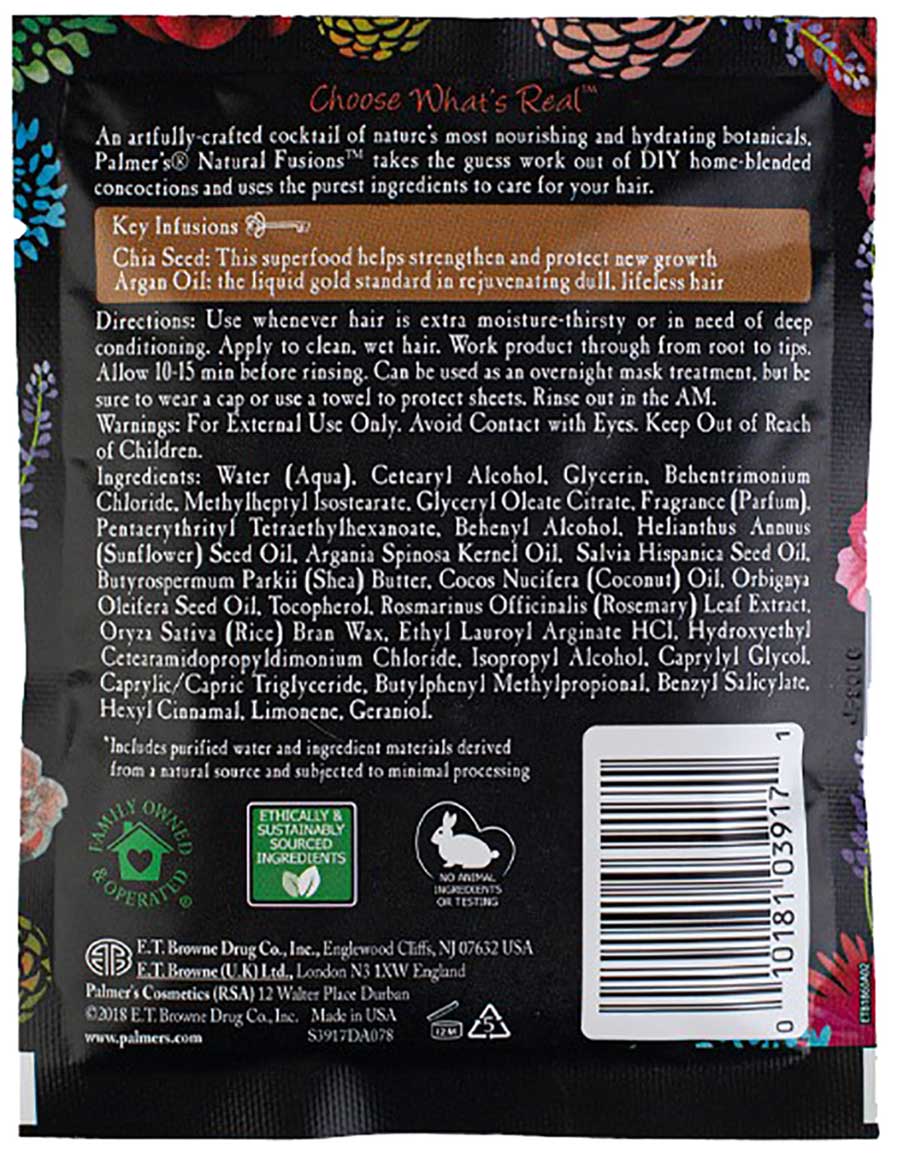 Choose What's Real™
An artfully-crafted cocktail of nature's most nourishing and hydrating botanicals,
Palmer's® Natural Fusions™ takes the guess work out of DIY home-blended
concoctions and uses the purest ingredients to care for your hair.
Key Infusions
Chia Seed: This superfood helps strengthen and protect new growth
Argan Oil: the liquid gold standard in rejuvenating dull, lifeless hair
Directions: Use whenever hair is extra moisture-thirsty or in need of deep
conditioning. Apply to clean, wet hair. Work product through from root to tips.
Allow 10-15 min before rinsing. Can be used as an overnight mask treatment, but be
sure to wear a cap or use a towel to protect sheets. Rinse out in the AM.
Warnings: For External Use Only. Avoid Contact with Eyes. Keep Out of Reach
of Children.
Ingredients: Water (Aqua), Cetearyl Alcohol, Glycerin, Behentrimonium
Chloride, Methylheptyl Isostearate, Glyceryl Oleate Citrate, Fragrance (Parfum),
Pentaerythrityl Tetraethylhexanoate, Behenyl Alcohol, Helianthus Annuus
(Sunflower) Seed Oil, Argania Spinosa Kernel Oil, Salvia Hispanica Seed Oil,
Butyrospermum Parkii (Shea) Butter, Cocos Nucifera (Coconut) Oil, Orbignya
Oleifera Seed Oil, Tocopherol, Rosmarinus Officinalis (Rosemary) Leaf Extract,
Oryza Sativa (Rice) Bran Wax, Ethyl Lauroyl Arginate HCl, Hydroxyethyl
Cetearamidopropyldimonium Chloride, Isopropyl Alcohol, Caprylyl Glycol,
Caprylic/Capric Triglyceride, Butylphenyl Methylpropional, Benzyl Salicylate,
Hexyl Cinnamal, Limonene, Geraniol.
*Includes purified water and ingredient materials derived
from a natural source and subjected to minimal processing
FAMILY OWNED
& OPERATED ®
ETHICALLY &
SUSTAINABLY
SOURCED
INGREDIENTS
NO ANIMAL
INGREDIENTS
OR TESTING
ETB
E.T. Browne Drug Co., Inc., Englewood Cliffs, NJ 07632 USA
E.T. Browne (U.K) Ltd., London N3 1XW England
Palmer's Cosmetics (RSA) 12 Walter Place Durban
©2018 E.T. Browne Drug Co., Inc. Made in USA
www.palmers.com
S3917DA078
12 M
5
0 10181 03917 1
ETB1860A02